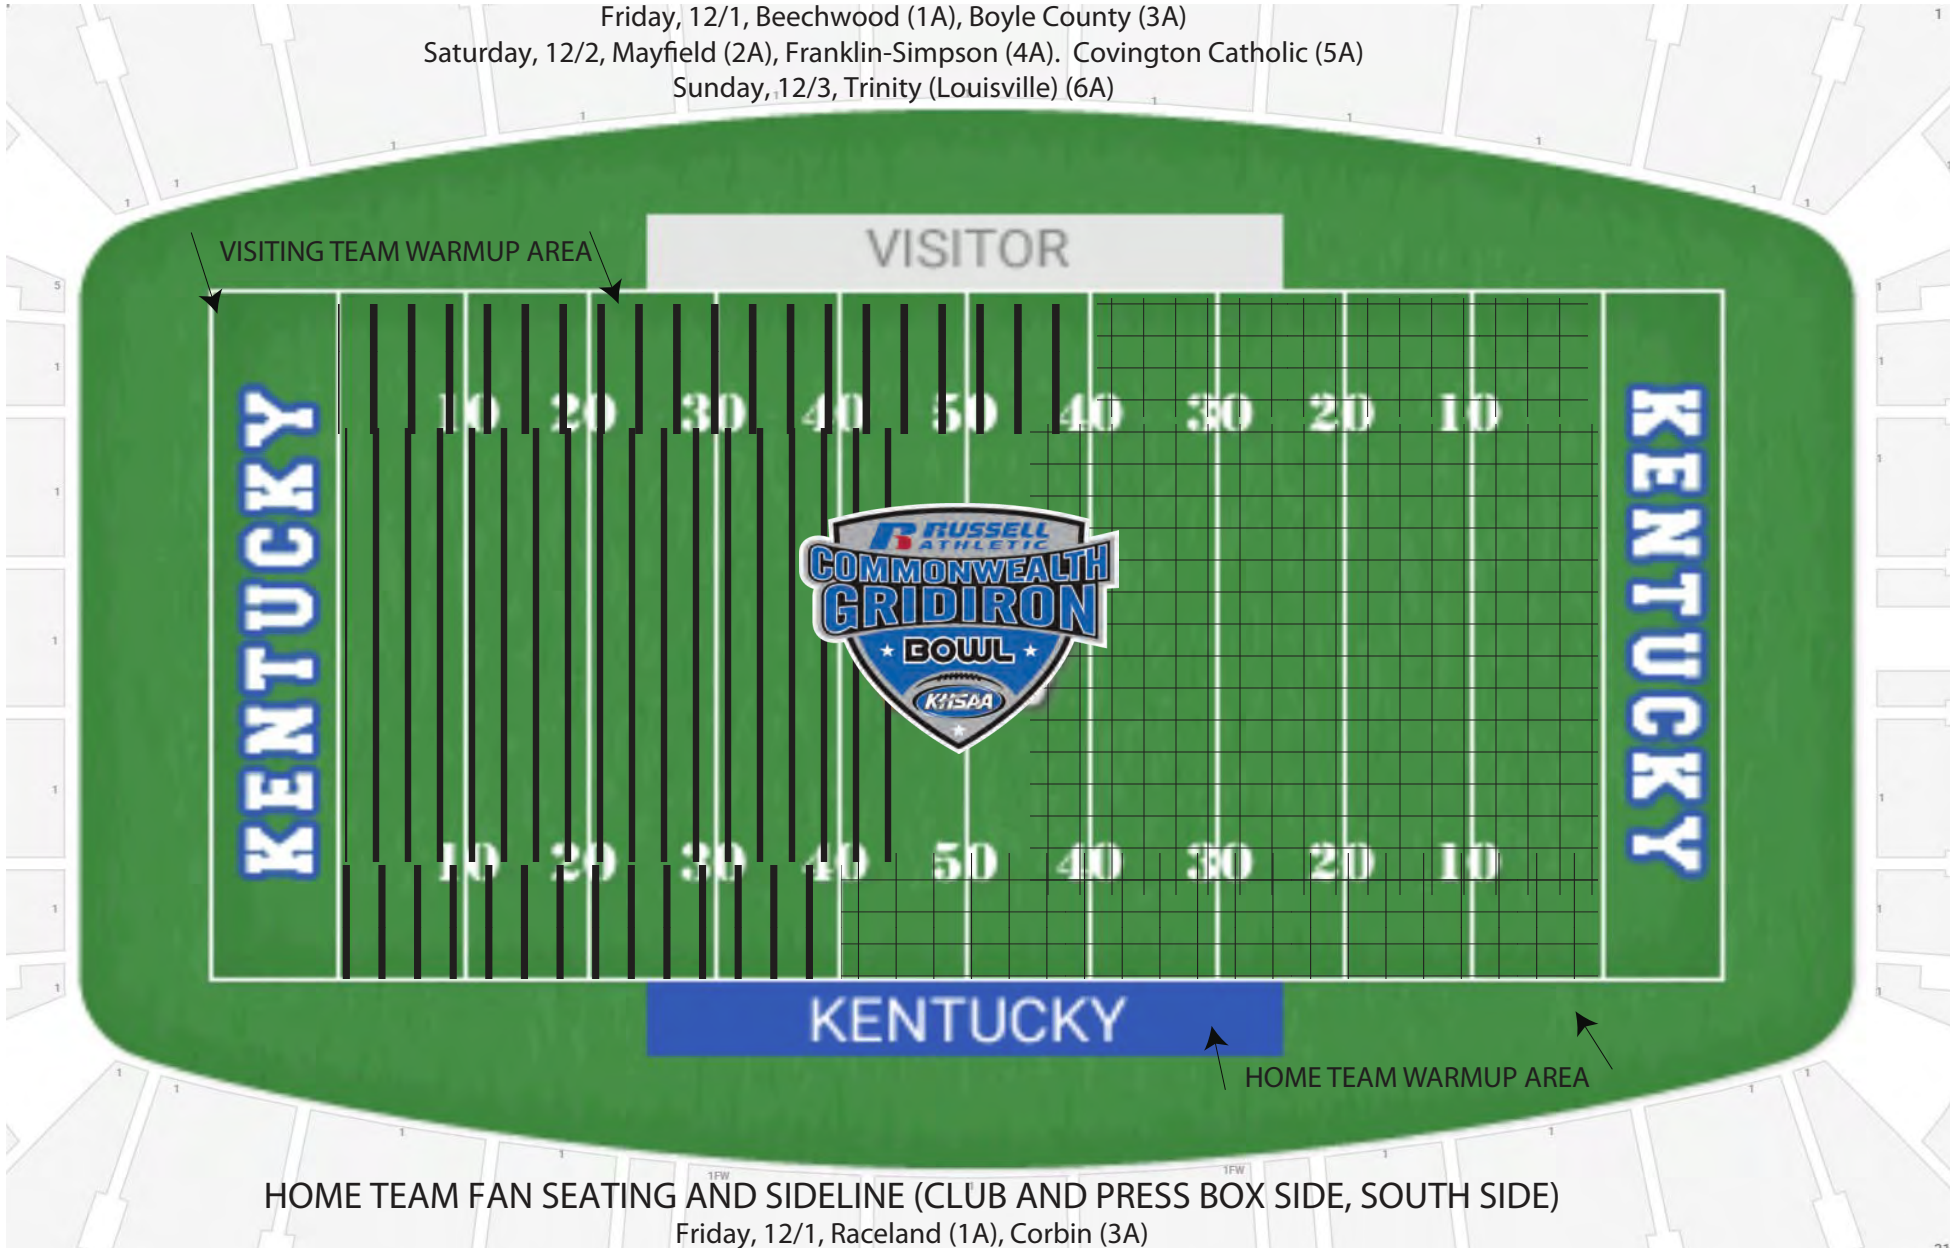 Friday, 12/1, Beechwood (1A), Boyle County (3A)
Saturday, 12/2, Mayfield (2A), Franklin-Simpson (4A).  Covington Catholic (5A)
Sunday, 12/3, Trinity (Louisville) (6A)
VISITING TEAM WARMUP AREA
VISITOR
10 20 30 40 50 40 30 20 10
KENTUCKY
KENTUCKY
RUSSELL
ATHLETIC
COMMONWEALTH
GRIDIRON
BOWL
KHSAA
10 20 30 40 50 40 30 20 10
KENTUCKY
HOME TEAM WARMUP AREA
1FW
1FW
HOME TEAM FAN SEATING AND SIDELINE (CLUB AND PRESS BOX SIDE, SOUTH SIDE)
Friday, 12/1, Raceland (1A), Corbin (3A)